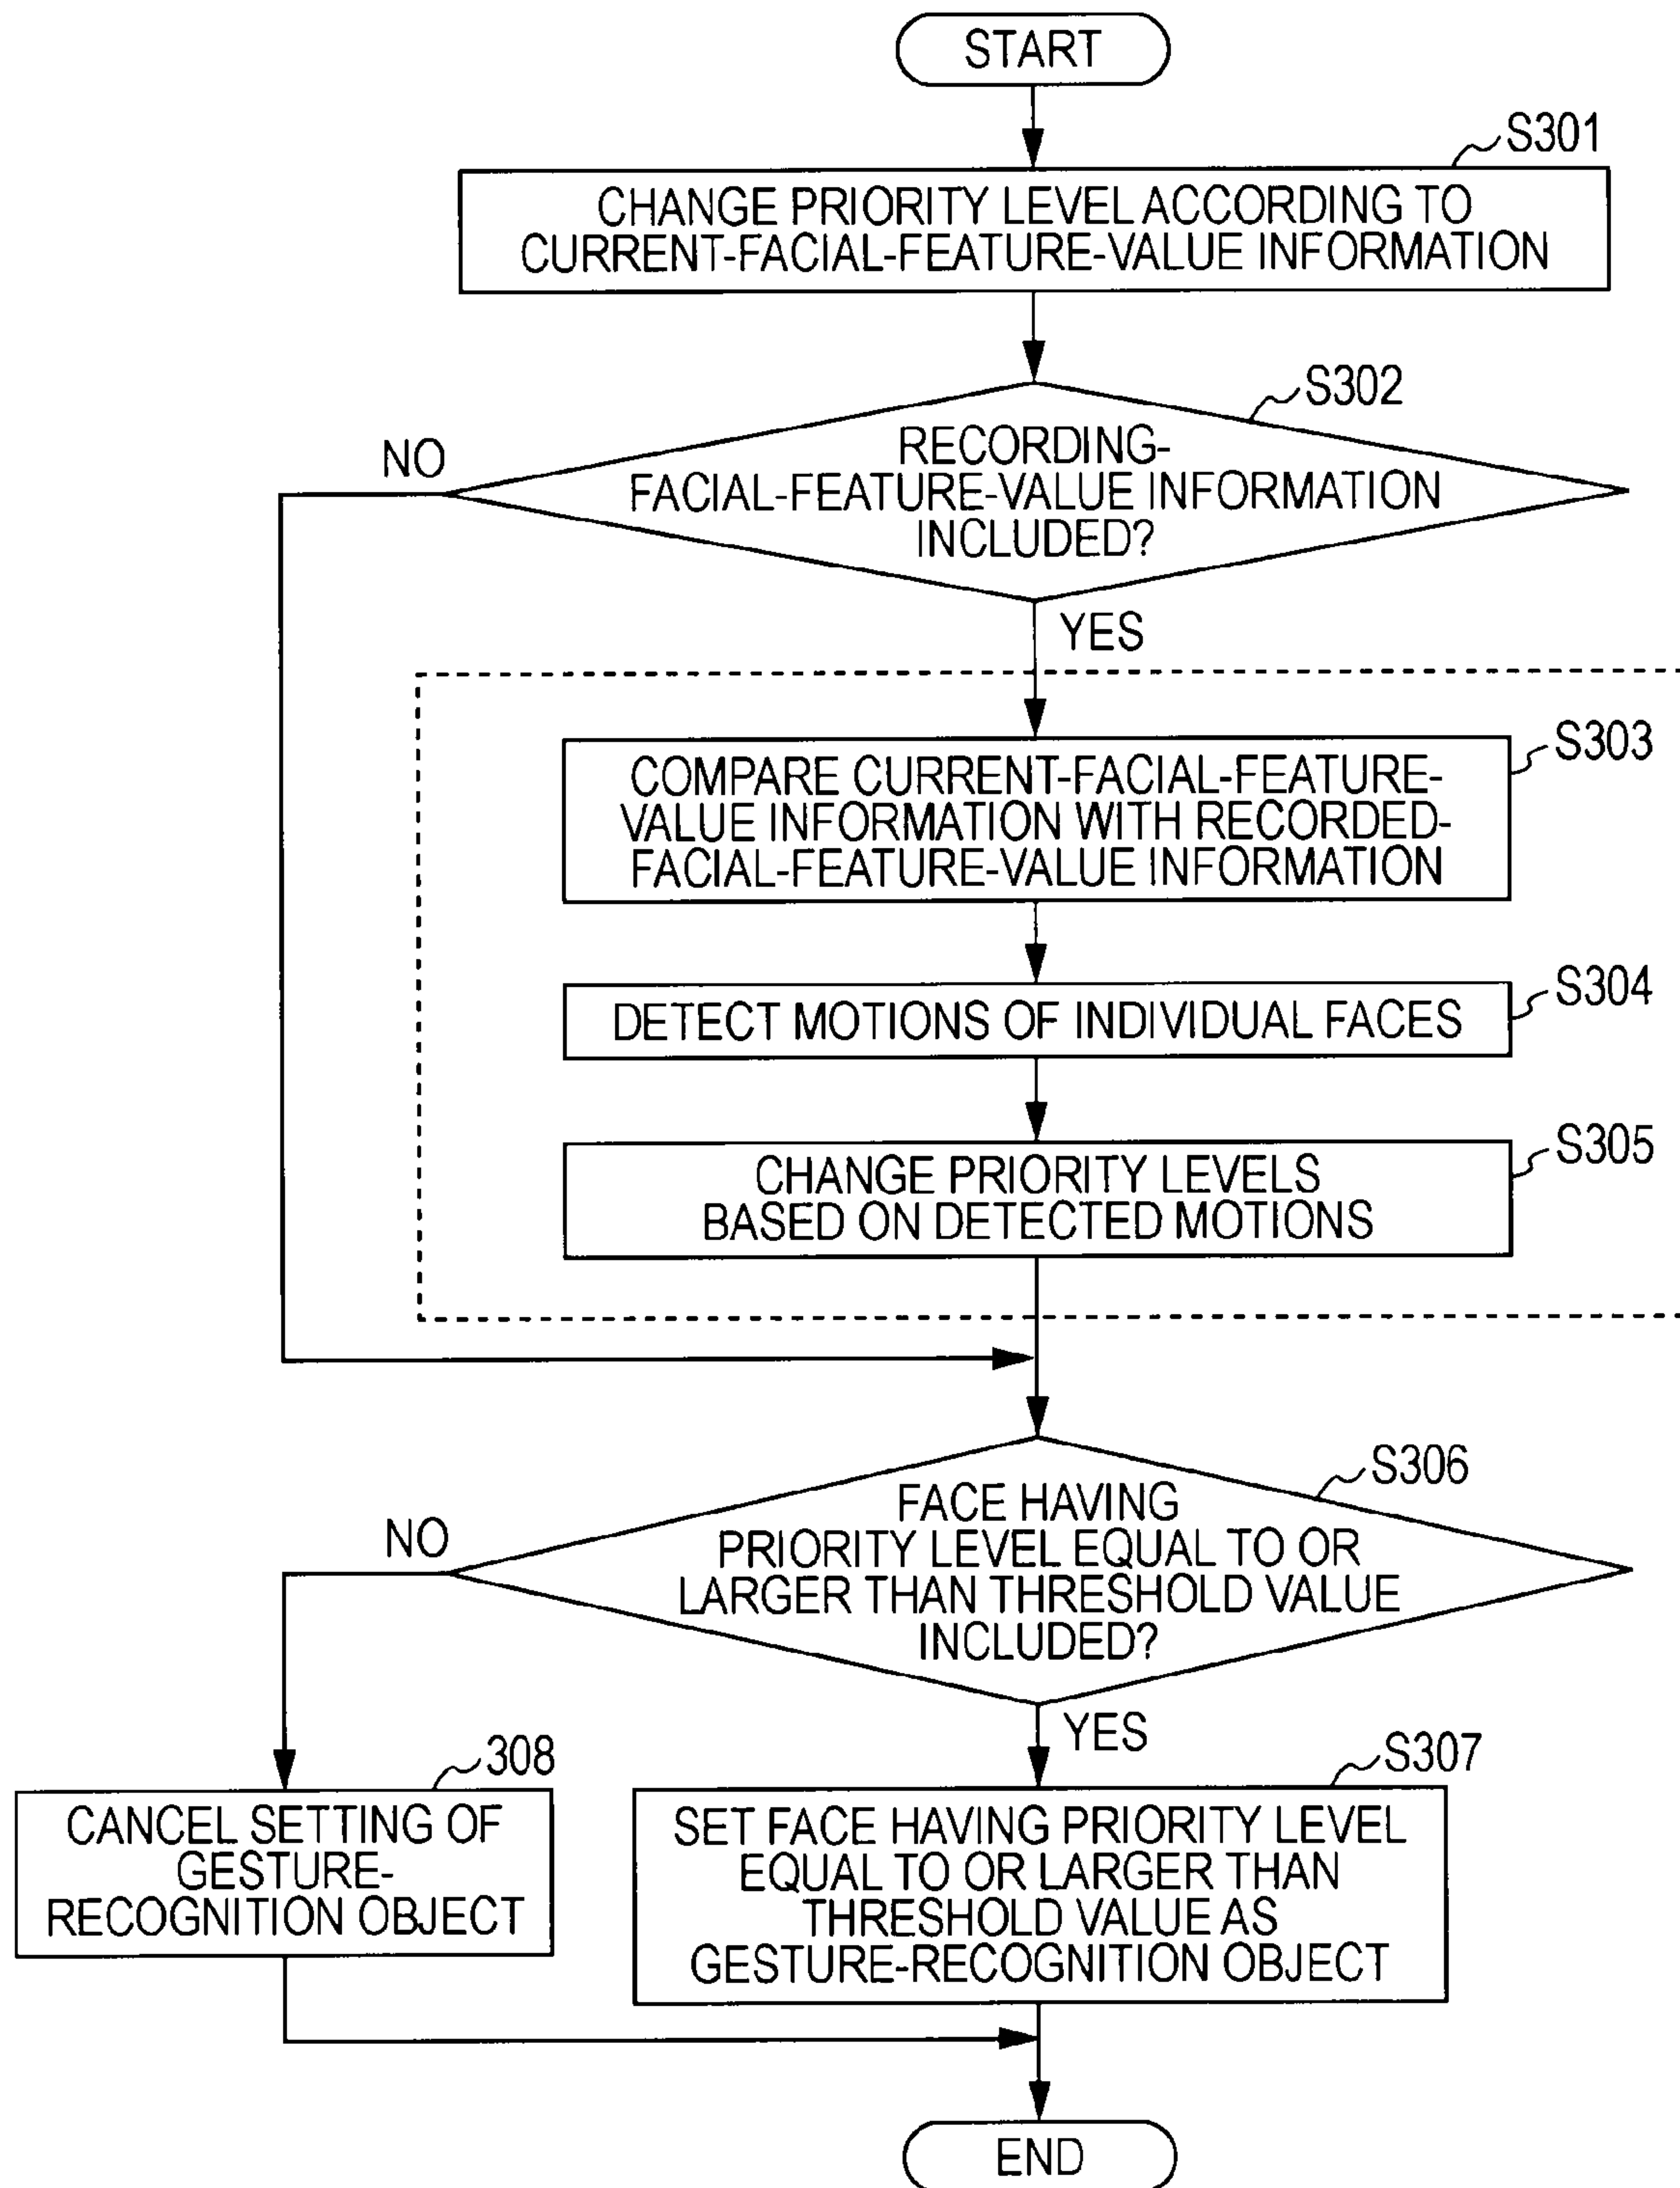 START
S301
CHANGE PRIORITY LEVEL ACCORDING TO
CURRENT-FACIAL-FEATURE-VALUE INFORMATION
S302
NO
RECORDING-
FACIAL-FEATURE-VALUE INFORMATION
INCLUDED?
YES
S303
COMPARE CURRENT-FACIAL-FEATURE-
VALUE INFORMATION WITH RECORDED-
FACIAL-FEATURE-VALUE INFORMATION
S304
DETECT MOTIONS OF INDIVIDUAL FACES
S305
CHANGE PRIORITY LEVELS
BASED ON DETECTED MOTIONS
S306
NO
FACE HAVING
PRIORITY LEVEL EQUAL TO OR
LARGER THAN THRESHOLD VALUE
INCLUDED?
YES
308
CANCEL SETTING OF
GESTURE-
RECOGNITION OBJECT
S307
SET FACE HAVING PRIORITY LEVEL
EQUAL TO OR LARGER THAN
THRESHOLD VALUE AS
GESTURE-RECOGNITION OBJECT
END